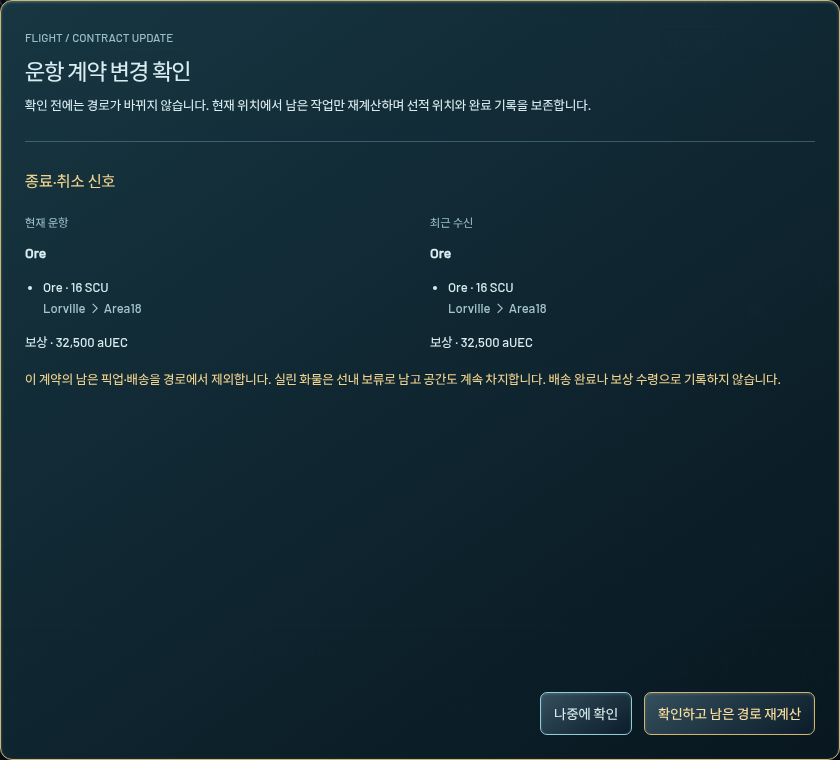 FLIGHT / CONTRACT UPDATE
운항 계약 변경 확인
확인 전에는 경로가 바뀌지 않습니다. 현재 위치에서 남은 작업만 재계산하며 선적 위치와 완료 기록을 보존합니다.
종료·취소 신호
현재 운항
Ore
• Ore · 16 SCU
Lorville > Area18
보상 · 32,500 aUEC
최근 수신
Ore
• Ore · 16 SCU
Lorville > Area18
보상 · 32,500 aUEC
이 계약의 남은 픽업·배송을 경로에서 제외합니다. 실린 화물은 선내 보류로 남고 공간도 계속 차지합니다. 배송 완료나 보상 수령으로 기록하지 않습니다.
나중에 확인
확인하고 남은 경로 재계산